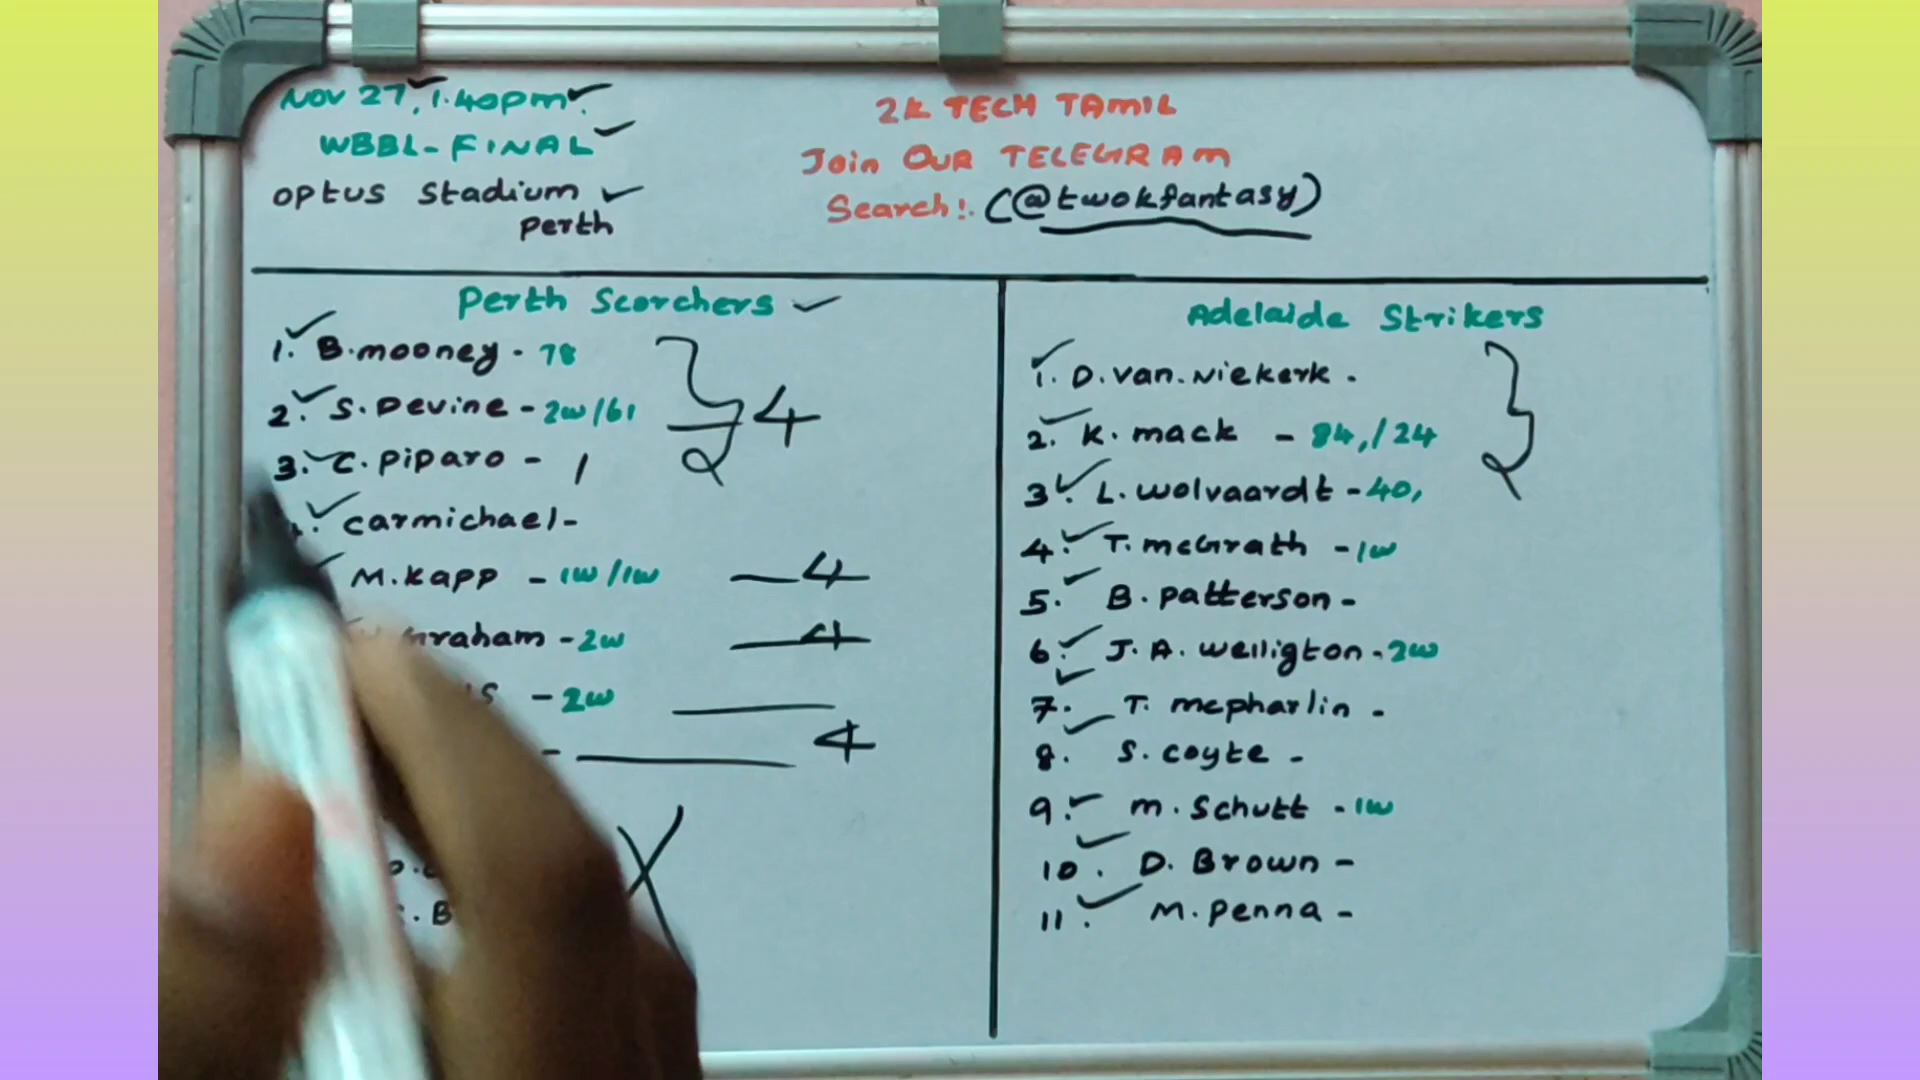 NOV 27, 1.40pm.
WBBL - FINAL
OPtus Stadium
Perth
2K TECH TAMIL
Join OUR TELEGRAM
Search!. (@twokfantasy)
Perth Scorchers
1. B.mooney - 78
2. S. Devine - 2w/61
3. C. Piparo - 1
carmichael -
M.Kapp - 1w/1w
Graham - 2w
- 2w
4
2
4
4
4
Adelaide Strikers
1. D.van.Niekerk .
2. K. mack - 84,/24
3. L. wolvaardt - 40,
4. T. mcGrath - 1w
5. B. Patterson -
6. J. A. welligton - 2w
7. T. mcpharlin -
8. S. coyte -
9. m. Schutt - 1w
10. D. Brown -
11. M. Penna -